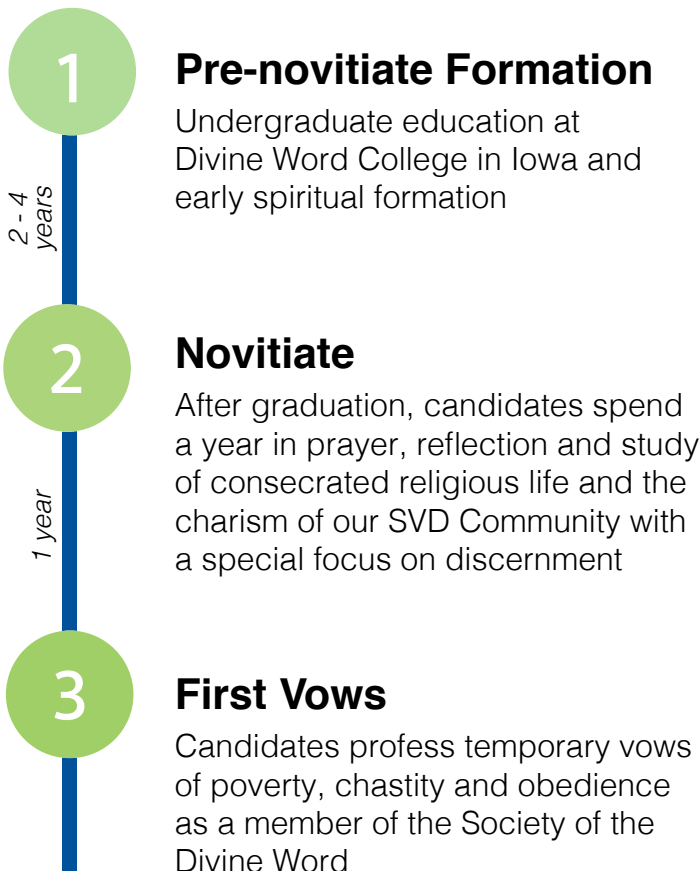 1
Pre-novitiate Formation
Undergraduate education at
Divine Word College in Iowa and
early spiritual formation
2 - 4
years
2
Novitiate
After graduation, candidates spend
a year in prayer, reflection and study
of consecrated religious life and the
charism of our SVD Community with
a special focus on discernment
1 year
3
First Vows
Candidates profess temporary vows
of poverty, chastity and obedience
as a member of the Society of the
Divine Word